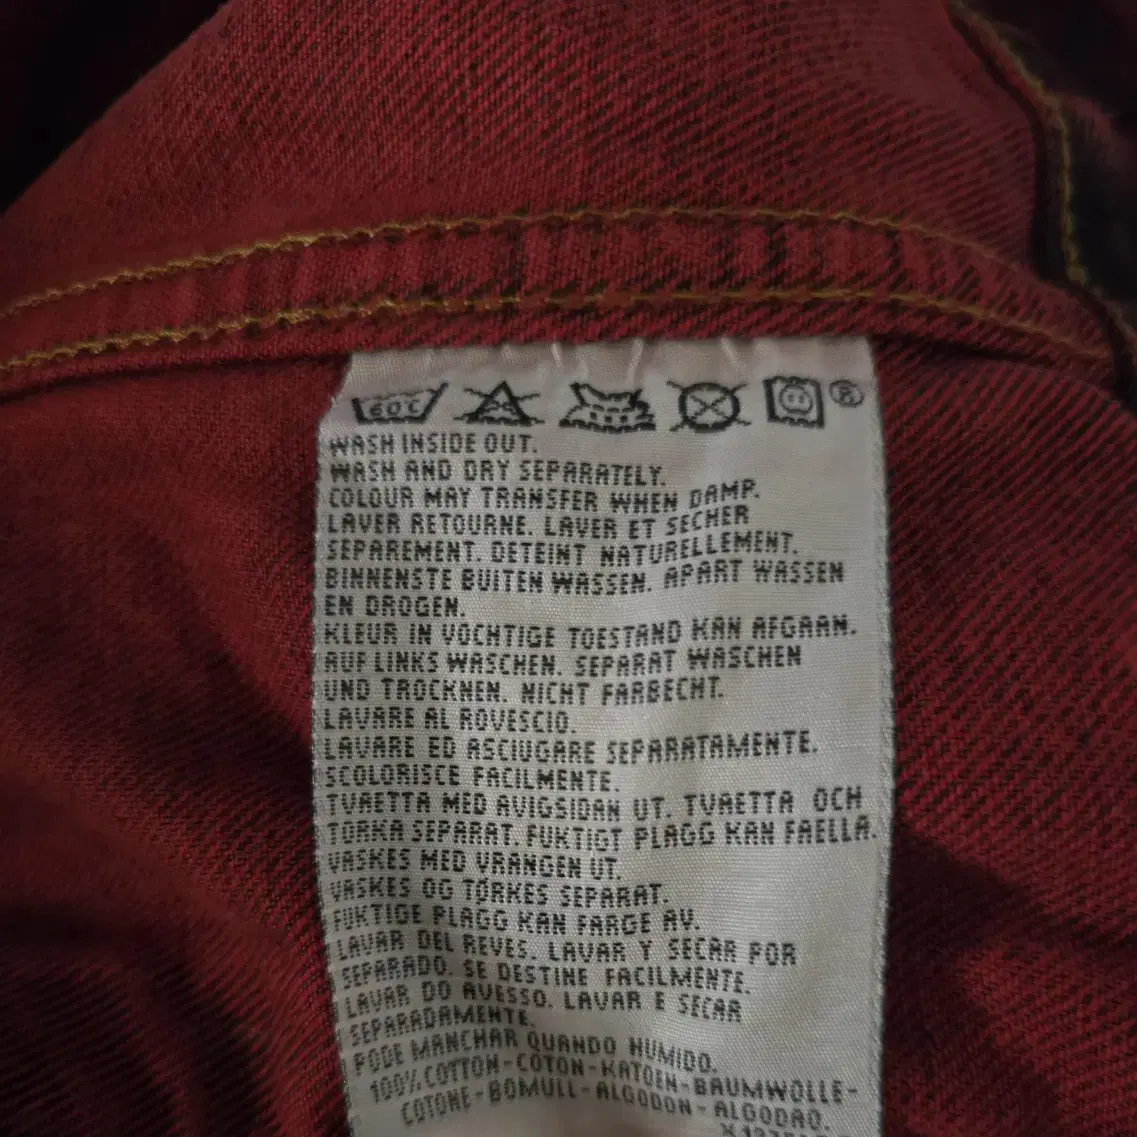 60C ®
WASH INSIDE OUT.
WASH AND DRY SEPARATELY.
COLOUR MAY TRANSFER WHEN DAMP.
LAVER RETOURNE. LAVER ET SECHER
SEPAREMENT. DETEINT NATURELLEMENT.
BINNENSTE BUITEN WASSEN. APART WASSEN
EN DROGEN.
KLEUR IN VOCHTIGE TOESTAND KAN AFGAAN.
AUF LINKS WASCHEN. SEPARAT WASCHEN
UND TROCKNEN. NICHT FARBECHT.
LAVARE AL ROVESCIO.
LAVARE ED ASCIUGARE SEPARATAMENTE.
SCOLORISCE FACILMENTE.
TVAETTA MED AVIGSIDAN UT. TVAETTA OCH
TORKA SEPARAT. FUKTIGT PLAGG KAN FAELLA.
VASKES MED VRANGEN UT.
VASKES OG TØRKES SEPARAT.
FUKTIGE PLAGG KAN FARGE AV.
LAVAR DEL REVES. LAVAR Y SECAR POR
SEPARADO. SE DESTINE FACILMENTE.
LAVAR DO AVESSO. LAVAR E SECAR
SEPARADAMENTE.
PODE MANCHAR QUANDO HUMIDO.
100% COTTON-COTON-KATOEN-BAUMWOLLE-
COTONE-BOMULL-ALGODON-ALGODAO.